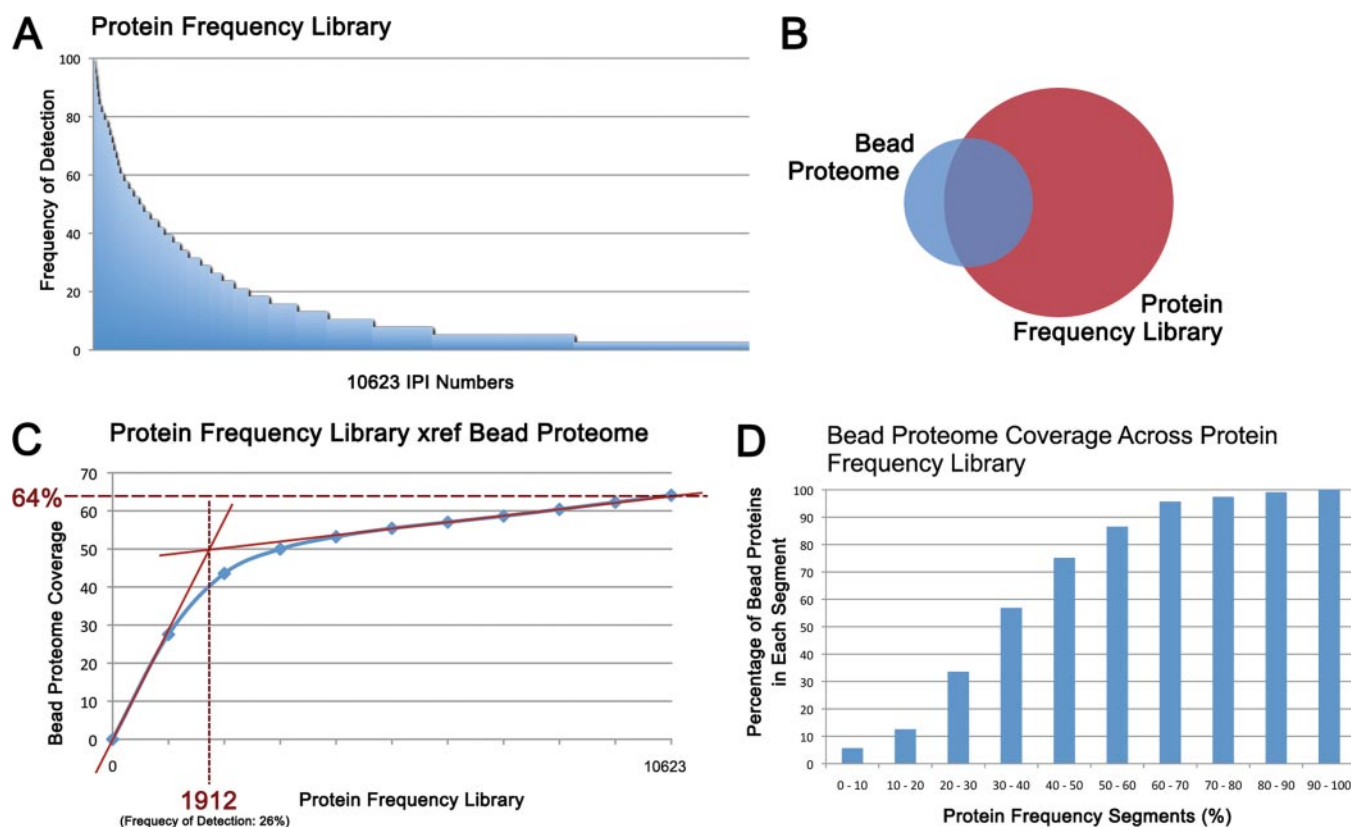 A
Protein Frequency Library
Frequency of Detection
100
80
60
40
20
0
10623 IPI Numbers
B
Bead
Proteome
Protein
Frequency Library
C
Protein Frequency Library xref Bead Proteome
64%
Bead Proteome Coverage
70
60
50
40
30
20
10
0
0
10623
1912
(Frequecy of Detection: 26%)
Protein Frequency Library
D
Bead Proteome Coverage Across Protein
Frequency Library
Percentage of Bead Proteins
in Each Segment
100
90
80
70
60
50
40
30
20
10
0
0 - 10
10 - 20
20 - 30
30 - 40
40 - 50
50 - 60
60 - 70
70 - 80
80 - 90
90 - 100
Protein Frequency Segments (%)